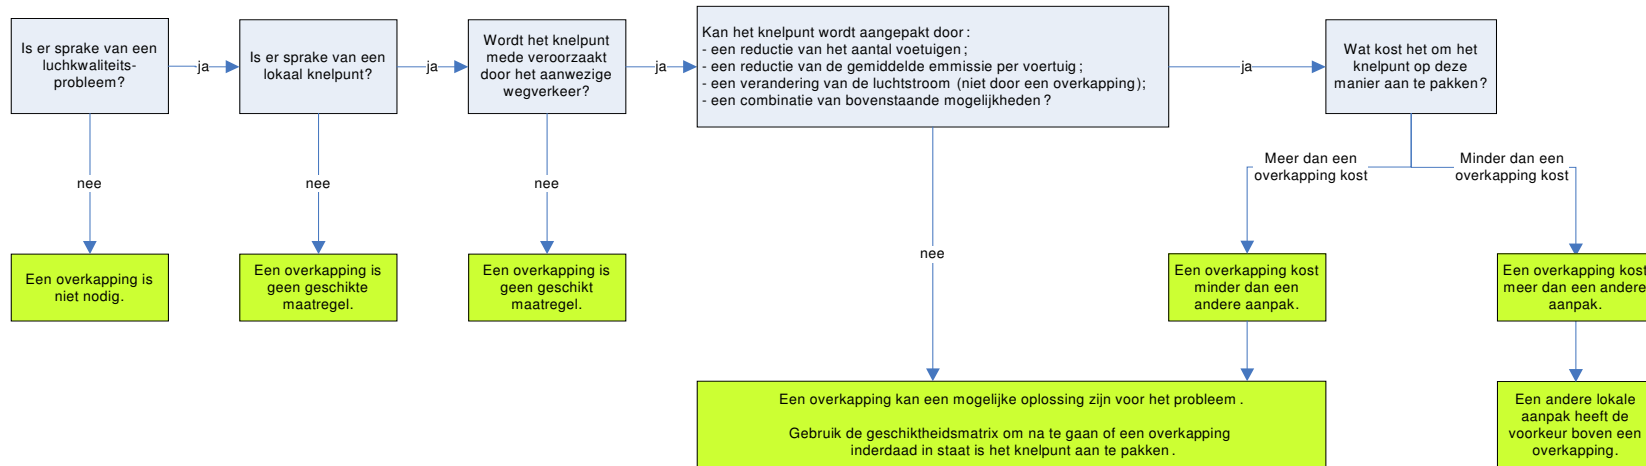 Is er sprake van een
luchkwaliteits-
probleem?
ja
Is er sprake van een
lokaal knelpunt?
ja
Wordt het knelpunt
mede veroorzaakt
door het aanwezige
wegverkeer?
ja
Kan het knelpunt wordt aangepakt door:
- een reductie van het aantal voetuigen;
- een reductie van de gemiddelde emmissie per voertuig;
- een verandering van de luchtstroom (niet door een overkapping);
- een combinatie van bovenstaande mogelijkheden?
ja
Wat kost het om het
knelpunt op deze
manier aan te pakken?
nee
nee
nee
nee
Meer dan een
overkapping kost
Minder dan een
overkapping kost
Een overkapping is
niet nodig.
Een overkapping is
geen geschikte
maatregel.
Een overkapping is
geen geschikt
maatregel.
Een overkapping kost
minder dan een
andere aanpak.
Een overkapping kost
meer dan een andere
aanpak.
Een overkapping kan een mogelijke oplossing zijn voor het probleem.
Gebruik de geschiktheidsmatrix om na te gaan of een overkapping
inderdaad in staat is het knelpunt aan te pakken.
Een andere lokale
aanpak heeft de
voorkeur boven een
overkapping.